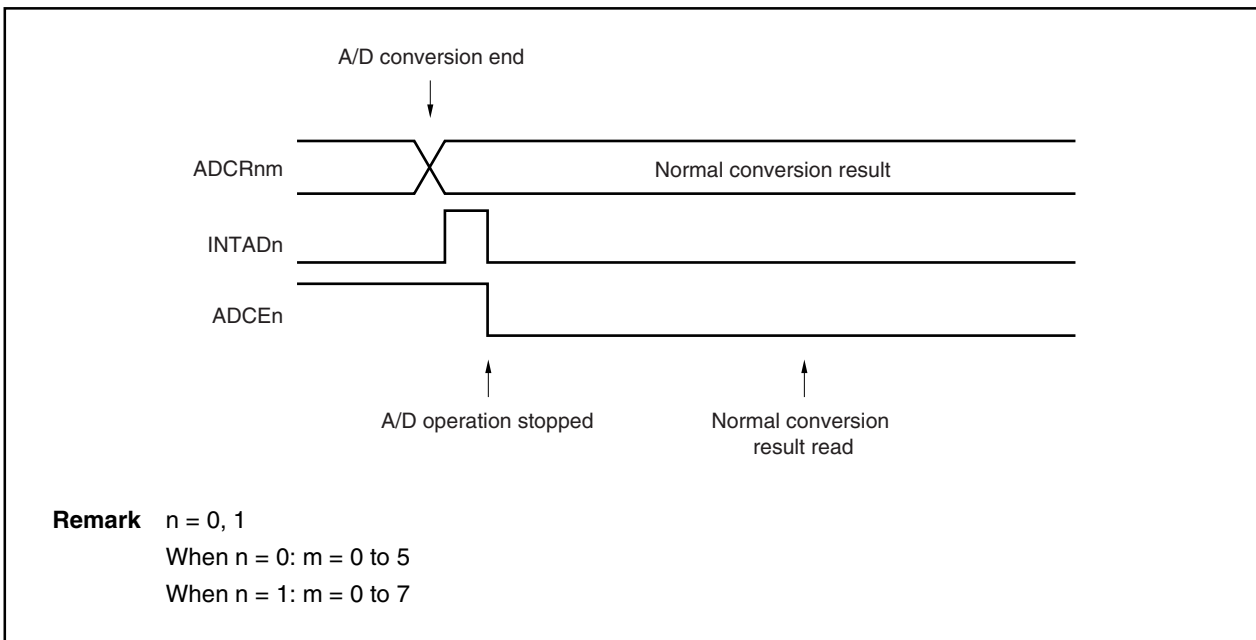 A/D conversion end
ADCRnm
Normal conversion result
INTADn
ADCEn
A/D operation stopped
Normal conversion
result read
Remark n = 0, 1
When n = 0: m = 0 to 5
When n = 1: m = 0 to 7